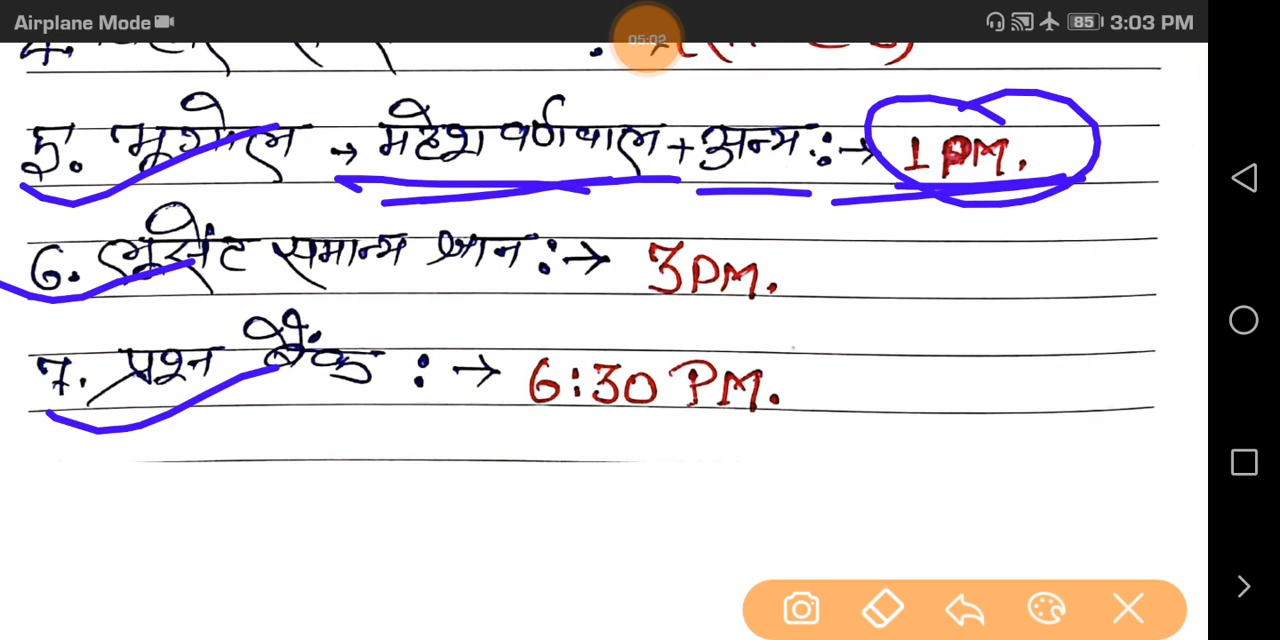 Airplane Mode 85 3:03 PM
05:02
4.
5. भूगोल → महेश वर्णवाल + अन्य :→ 1 PM.
6. लूसेंट समान्य ज्ञान :→ 3 PM.
7. प्रश्न बैंक :→ 6:30 PM.